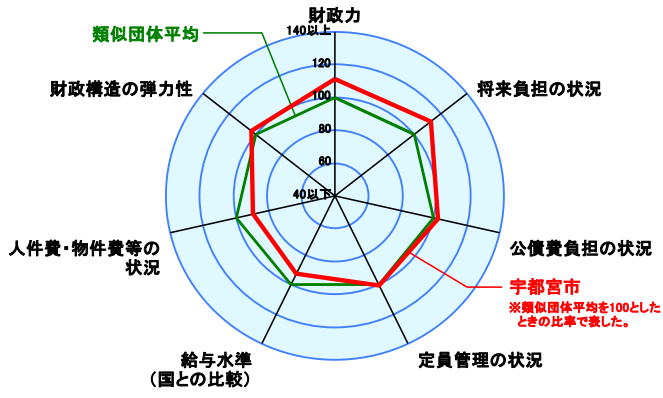 財政力
140以上
類似団体平均
120
財政構造の弾力性
将来負担の状況
100
80
60
40以下
人件費・物件費等の
状況
公債費負担の状況
宇都宮市
※類似団体平均を100とした
ときの比率で表した。
給与水準
（国との比較）
定員管理の状況